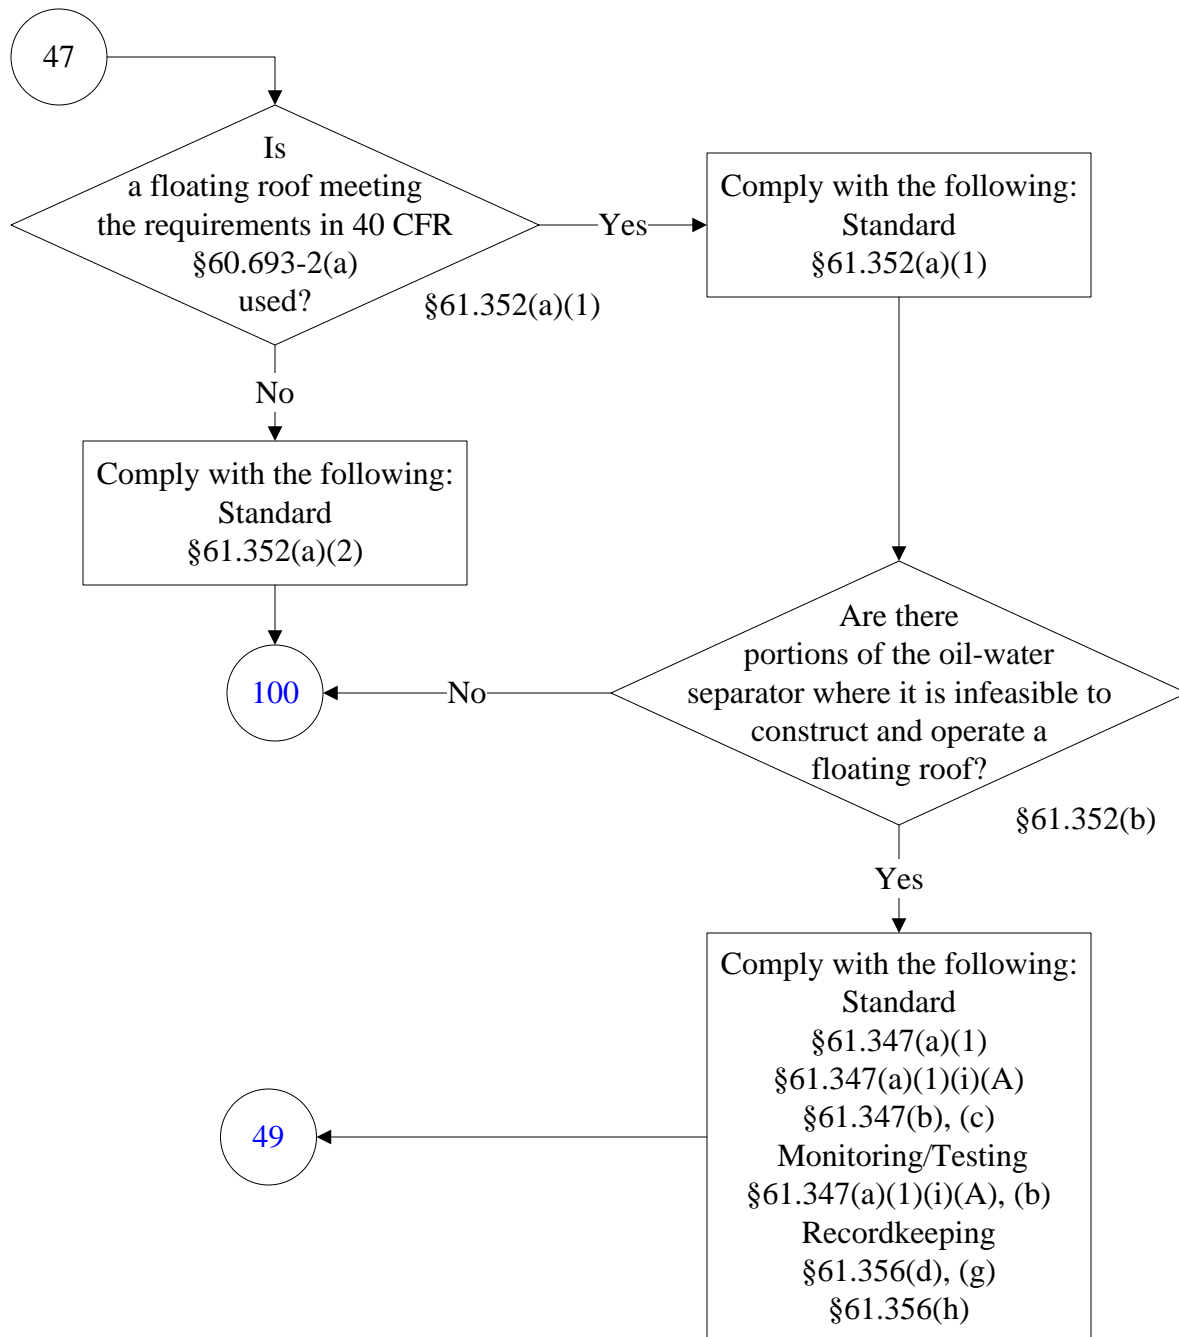 47
Is
a floating roof meeting
the requirements in 40 CFR
§60.693-2(a)
used?
§61.352(a)(1)
Yes
Comply with the following:
Standard
§61.352(a)(1)
No
Comply with the following:
Standard
§61.352(a)(2)
100
No
Are there
portions of the oil-water
separator where it is infeasible to
construct and operate a
floating roof?
§61.352(b)
Yes
Comply with the following:
Standard
§61.347(a)(1)
§61.347(a)(1)(i)(A)
§61.347(b), (c)
Monitoring/Testing
§61.347(a)(1)(i)(A), (b)
Recordkeeping
§61.356(d), (g)
§61.356(h)
49